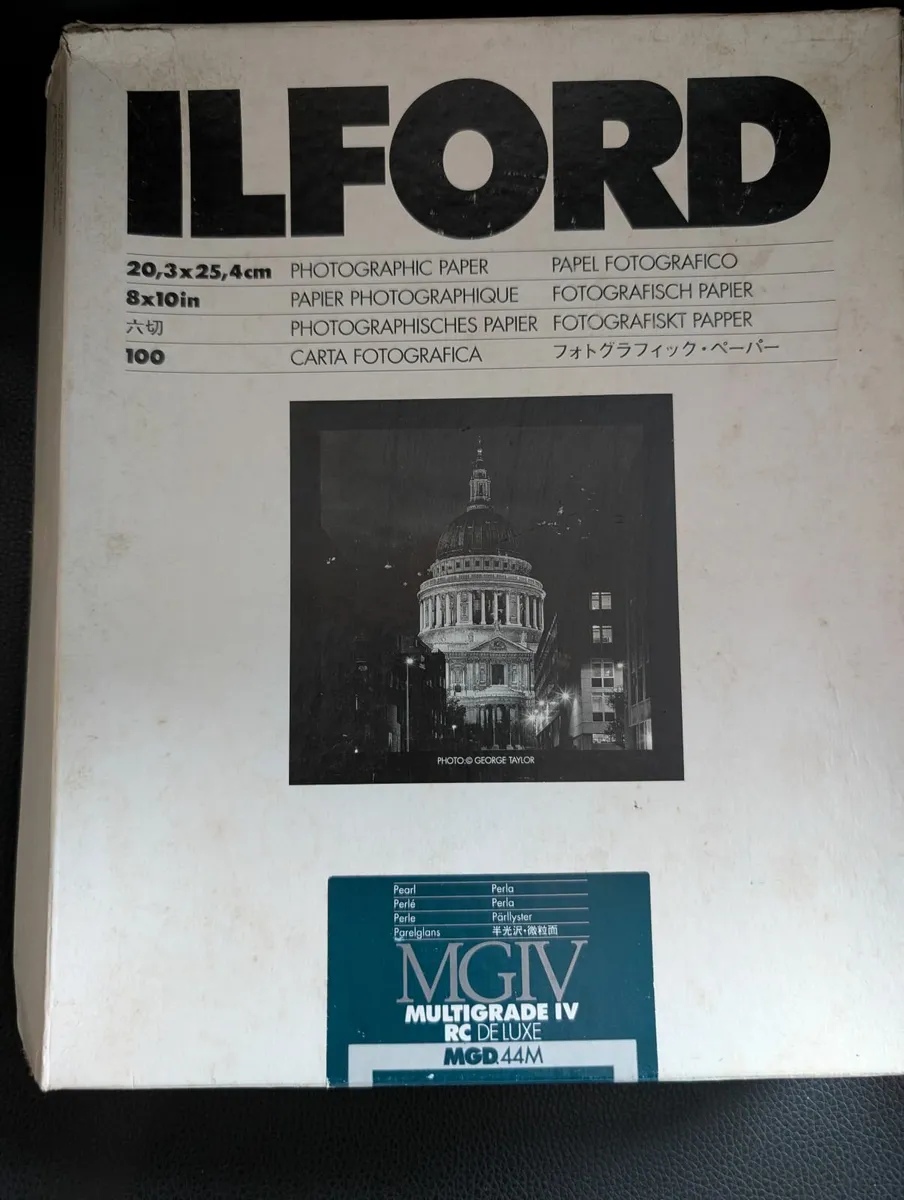 ILFORD
20,3x25,4cm PHOTOGRAPHIC PAPER PAPEL FOTOGRAFICO
8x10in PAPIER PHOTOGRAPHIQUE FOTOGRAFISCH PAPIER
六切 PHOTOGRAPHISCHES PAPIER FOTOGRAFISKT PAPPER
100 CARTA FOTOGRAFICA フォトグラフィック・ペーパー
PHOTO:© GEORGE TAYLOR
Pearl Perla
Perlé Perla
Perle Pärllyster
Parelglans 半光沢・微粒面
MGIV
MULTIGRADE IV
RC DE LUXE
MGD.44M